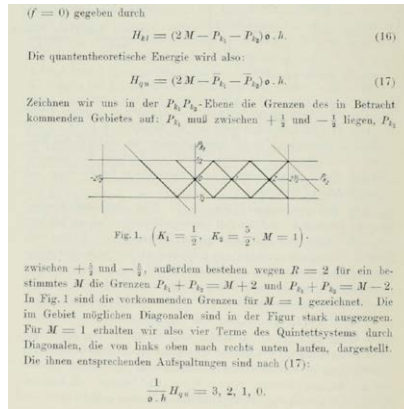 (f = 0) gegeben durch
H_{kl} = (2 M − P_{k_1} − P_{k_2}) o . h. (16)
Die quantentheoretische Energie wird also:
H_{qu} = (2 M − \bar{P}_{k_1} − \bar{P}_{k_2}) o . h. (17)
Zeichnen wir uns in der P_{k_1} P_{k_2}-Ebene die Grenzen des in Betracht
kommenden Gebietes auf: P_{k_1} muß zwischen + 1/2 und − 1/2 liegen, P_{k_2}
Fig. 1. (K_1 = 1/2, K_2 = 5/2, M = 1).
zwischen + 5/2 und − 5/2, außerdem bestehen wegen R = 2 für ein be-
stimmtes M die Grenzen P_{k_1} + P_{k_2} = M + 2 und P_{k_1} + P_{k_2} = M − 2.
In Fig. 1 sind die vorkommenden Grenzen für M = 1 gezeichnet. Die
im Gebiet möglichen Diagonalen sind in der Figur stark ausgezogen.
Für M = 1 erhalten wir also vier Terme des Quintettsystems durch
Diagonalen, die von links oben nach rechts unten laufen, dargestellt.
Die ihnen entsprechenden Aufspaltungen sind nach (17):
1/(o . h) H_{qu} = 3, 2, 1, 0.